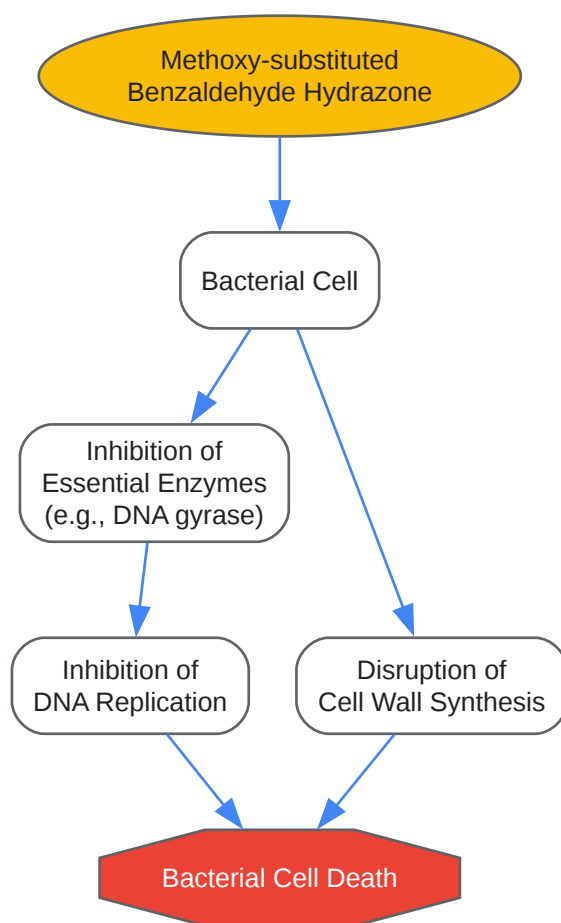 Methoxy-substituted
Benzaldehyde Hydrazone
Bacterial Cell
Inhibition of
Essential Enzymes
(e.g., DNA gyrase)
Inhibition of
DNA Replication
Disruption of
Cell Wall Synthesis
Bacterial Cell Death